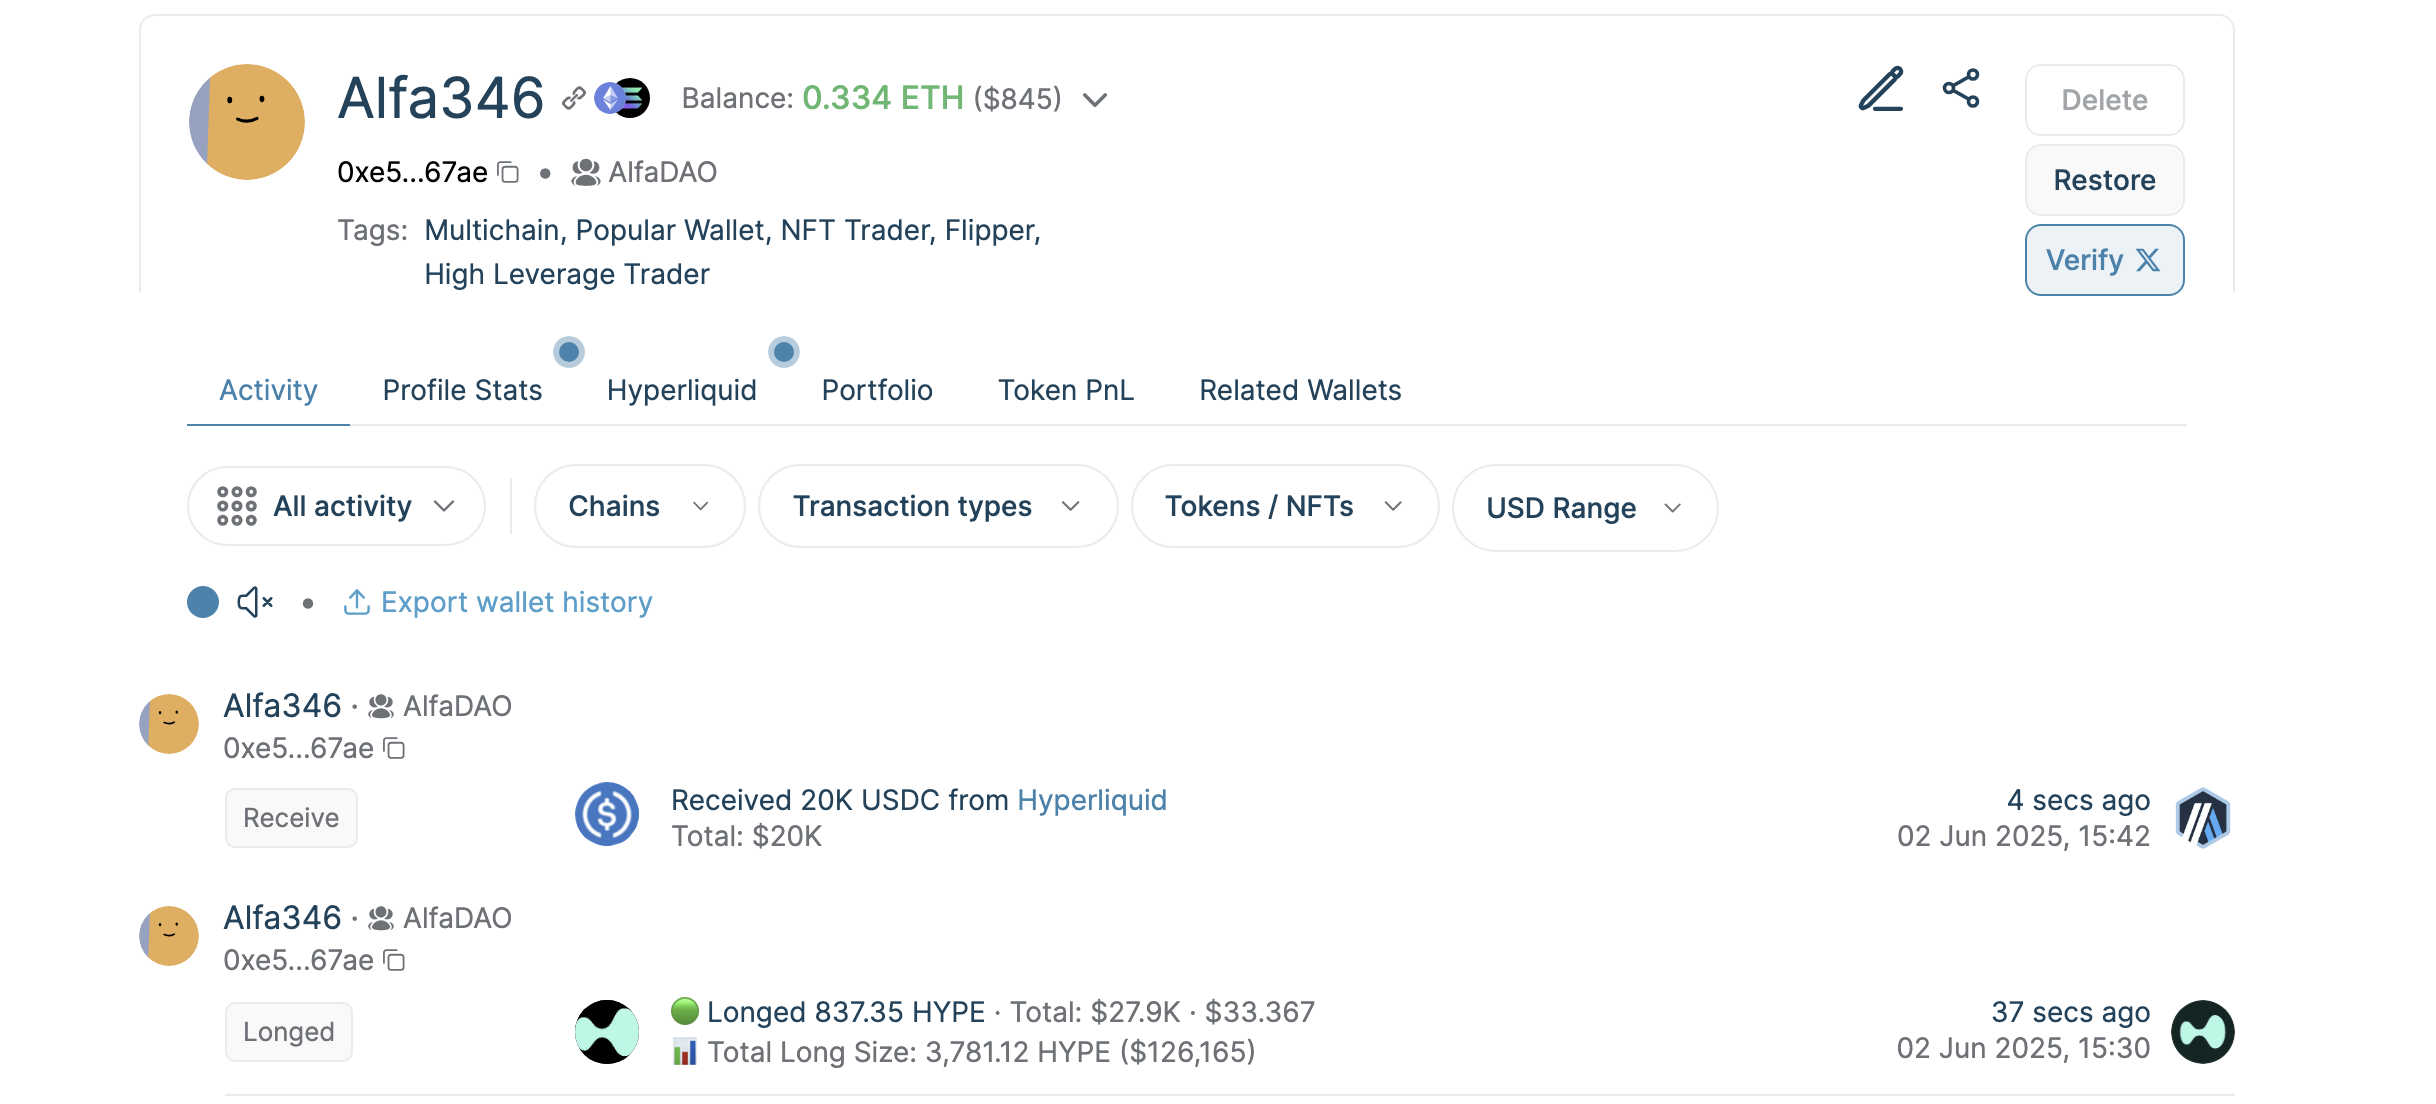 Alfa346 Balance: 0.334 ETH ($845)
Delete
0xe5...67ae • AlfaDAO
Restore
Tags: Multichain, Popular Wallet, NFT Trader, Flipper,
High Leverage Trader
Verify X
Activity Profile Stats Hyperliquid Portfolio Token PnL Related Wallets
All activity Chains Transaction types Tokens / NFTs USD Range
• Export wallet history
Alfa346 · AlfaDAO
0xe5...67ae
Receive
Received 20K USDC from Hyperliquid
Total: $20K
4 secs ago
02 Jun 2025, 15:42
Alfa346 · AlfaDAO
0xe5...67ae
Longed
Longed 837.35 HYPE · Total: $27.9K · $33.367
Total Long Size: 3,781.12 HYPE ($126,165)
37 secs ago
02 Jun 2025, 15:30